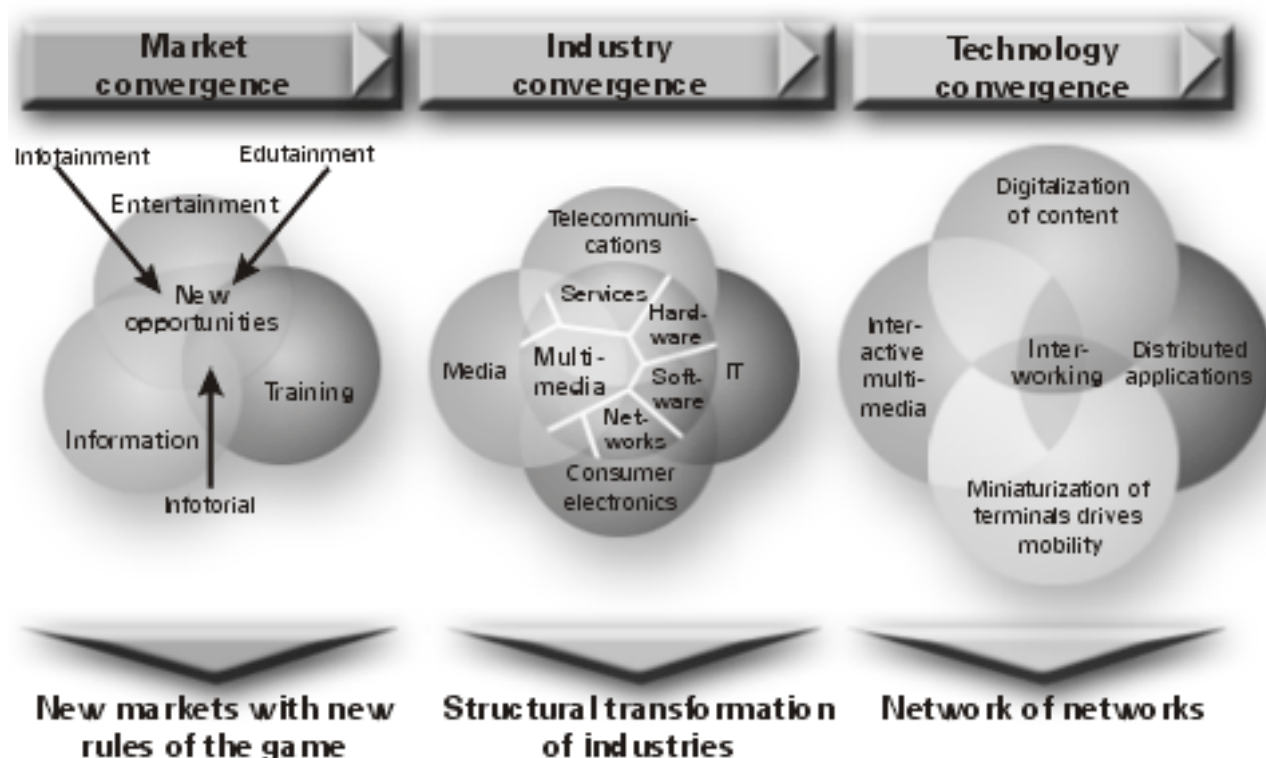 Market
convergence
Industry
convergence
Technology
convergence
Infotainment
Edutainment
Entertainment
New
opportunities
Training
Information
Infotorial
Telecommuni-
cations
Services
Hard-
ware
Media
Multi-
media
IT
Soft-
ware
Net-
works
Consumer
electronics
Digitalization
of content
Inter-
active
multi-
media
Inter-
working
Distributed
applications
Miniaturization of
terminals drives
mobility
New markets with new
rules of the game
Structural transformation
of industries
Network of networks